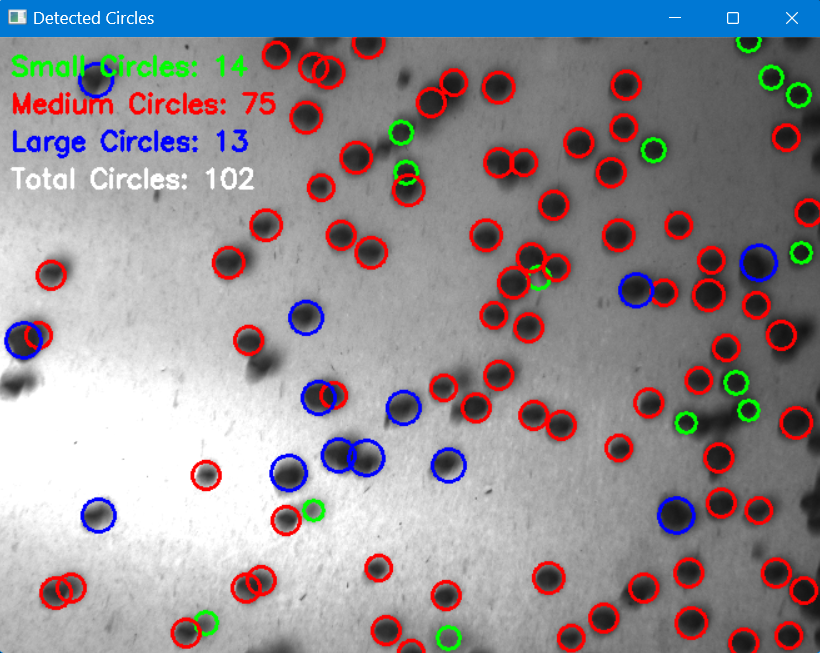 Detected Circles
Small Circles: 14
Medium Circles: 75
Large Circles: 13
Total Circles: 102